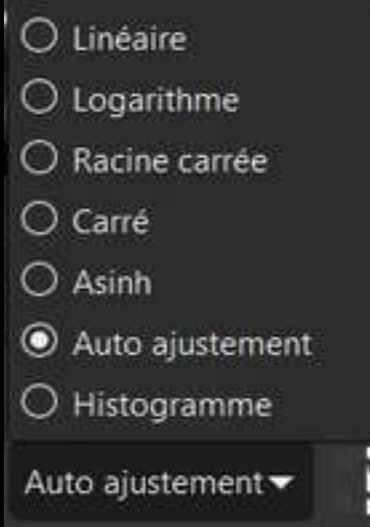 Linéaire
Logarithme
Racine carrée
Carré
Asinh
Auto ajustement
Histogramme
Auto ajustement